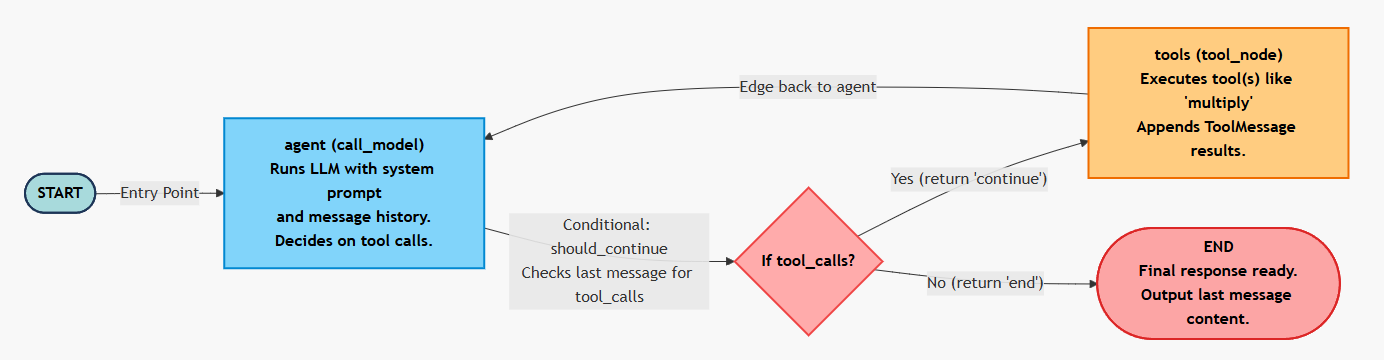 START
Entry Point
agent (call_model)
Runs LLM with system
prompt
and message history.
Decides on tool calls.
Conditional:
should_continue
Checks last message for
tool_calls
If tool_calls?
Yes (return 'continue')
No (return 'end')
Edge back to agent
tools (tool_node)
Executes tool(s) like
'multiply'
Appends ToolMessage
results.
END
Final response ready.
Output last message
content.